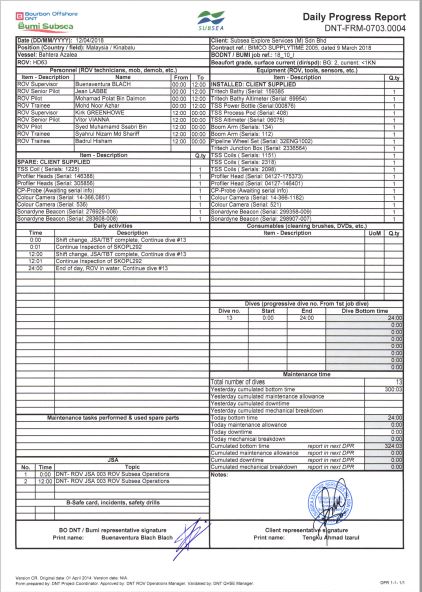 Bourbon Offshore
DNT
Bumi Subsea
SUBSEA
Daily Progress Report
DNT-FRM-0703.0004
Date (DD/MM/YYYY): 12/04/2018
Client: Subsea Explore Services (M) Sdn Bhd
Position (Country / field): Malaysia / Kinabalu
Contract ref.: BIMCO SUPPLYTIME 2005, dated 9 March 2018
Vessel: Bahtera Azalea
BODNT / BUMI job ref.: 18_10_I
ROV: HD63
Beaufort grade, surface current (dir/spd): BG: 2, current: <1KN
Personnel (ROV technicians, mob, demob, etc.)
Equipment (ROV, tools, sensors, etc.)
Item - Description Name From To
Item - Description Q.ty
ROV Supervisor Buenaventura BLACH 00:00 12:00
INSTALLED: CLIENT SUPPLIED
ROV Senior Pilot Jean LABBE 00:00 12:00
Tritech Bathy (Serial: 159385) 1
ROV Pilot Mohamad Polat Bin Daimon 00:00 12:00
Tritech Bathy Altimeter (Serial: 69954) 1
ROV Trainee Mohd Noor Azhar 00:00 12:00
TSS Power Bottle (Serial: 000876) 1
ROV Supervisor Kirk GREENHOWE 12:00 00:00
TSS Process Pod (Serial: 408) 1
ROV Senior Pilot Vitor VIANNA 12:00 00:00
TSS Altimeter (Serial: 06075) 1
ROV Pilot Syed Muhamamd Ssabri Bin 12:00 00:00
Boom Arm (Serials: 134) 1
ROV Trainee Syahrul Nizam Md Shariff 12:00 00:00
Boom Arm (Serials: 112) 1
ROV Trainee Badrul Hisham 12:00 00:00
Pipeline Wheel Set (Serial: 32ENG1002) 1
Tritech Junction Box (Serial: 2336564) 1
Item - Description Q.ty
TSS Coils ( Serials: 1151) 1
SPARE: CLIENT SUPPLIED
TSS Coils ( Serials: 2318) 1
TSS Coil ( Serials: 1225) 1
TSS Coils ( Serials: 2098) 1
Profiler Head (Serials: 146388) 1
Profiler Head (Serial: 04127-175373) 1
Profiler Heads (Serial: 305856) 1
Profiler Head (Serial: 04127-146401) 1
CP-Probe (Awaiting serial info) 1
CP-Probe (Awaiting serial info) 1
Colour Camera (Serial: 14-366,0851) 1
Colour Camera (Serial: 14-366-1182) 1
Colour Camera (Serial: 536) 1
Colour Camera (Serial: 521) 1
Sonardyne Beacon (Serial: 276929-006) 1
Sonardyne Beacon (Serial: 299358-006) 1
Sonardyne Beacon (Serial: 283608-008) 1
Sonardyne Beacon (Serial: 298907-007) 1
Daily activities
Consumables (cleaning brushes, DVDs, etc.)
Time Description
Item - Description UoM Q.ty
0:00 Shift change, JSA/TBT complete, Continue dive #13
0:01 Continue Inspection of SKOPL292
12:00 Shift change, JSA/TBT complete, Continue dive #13
12:01 Continue Inspection of SKOPL292
24:00 End of day, ROV in water, Continue dive #13
Dives (progressive dive no. From 1st job dive)
Dive no. Start End Dive Bottom time
13 0:00 24:00 24:00
0:00
0:00
0:00
0:00
0:00
0:00
Maintenance time
Total number of dives 13
Yesterday cumulated bottom time 300:03
Yesterday cumulated maintenance allowance
Yesterday cumulated downtime
Yesterday cumulated mechanical breakdown
Maintenance tasks performed & used spare parts
Today bottom time 24:00
Today maintenance allowance 0:00
Today downtime 0:00
Today mechanical breakdown 0:00
Cumulated bottom time report in next DPR 324:03
Cumulated maintenance allowance report in next DPR 0:00
JSA
Cumulated downtime report in next DPR 0:00
No. Time Topic
Cumulated mechanical breakdown report in next DPR 0:00
1 0:00 DNT- ROV JSA 003 ROV Subsea Operations
Notes:
2 12:00 DNT- ROV JSA 003 ROV Subsea Operations
B-Safe card, incidents, safety drills
BO DNT / Bumi representative signature
Client representative signature
Print name: Buenaventura Blach Blach
Print name: Tengku Ahmad Izarul
Version CR. Original date: 01 April 2014 Version date: N/A
Form prepared by: DNT Project Coordinator. Approved by: DNT ROV Operations Manager. Validated by: DNT QHSE Manager.
DPR 1-1- 1/1